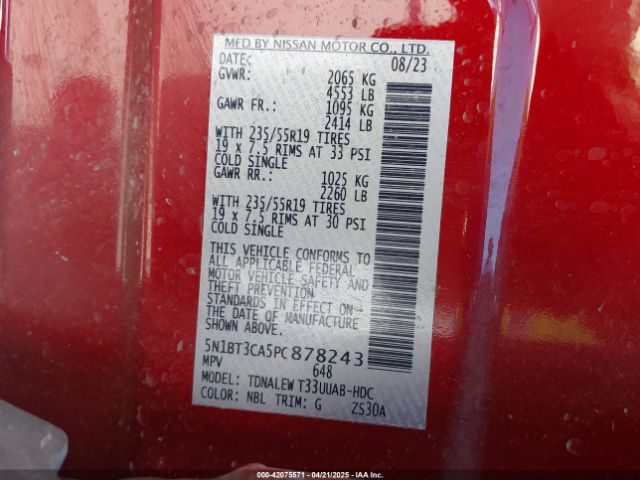 MFD BY NISSAN MOTOR CO., LTD.
DATE: 08/23
GVWR: 2065 KG
4553 LB
GAWR FR.: 1095 KG
2414 LB
WITH 235/55R19 TIRES
19 x 7.5 RIMS AT 33 PSI
COLD SINGLE
GAWR RR.: 1025 KG
2260 LB
WITH 235/55R19 TIRES
19 x 7.5 RIMS AT 30 PSI
COLD SINGLE
THIS VEHICLE CONFORMS TO
ALL APPLICABLE FEDERAL
MOTOR VEHICLE SAFETY AND
THEFT PREVENTION
STANDARDS IN EFFECT ON
THE DATE OF MANUFACTURE
SHOWN ABOVE.
5N1BT3CA5PC878243
MPV 648
MODEL: TDNALEW T33UUAB-HDC
COLOR: NBL TRIM: G ZS30A
000-42075571 - 04/21/2025 - IAAI.com